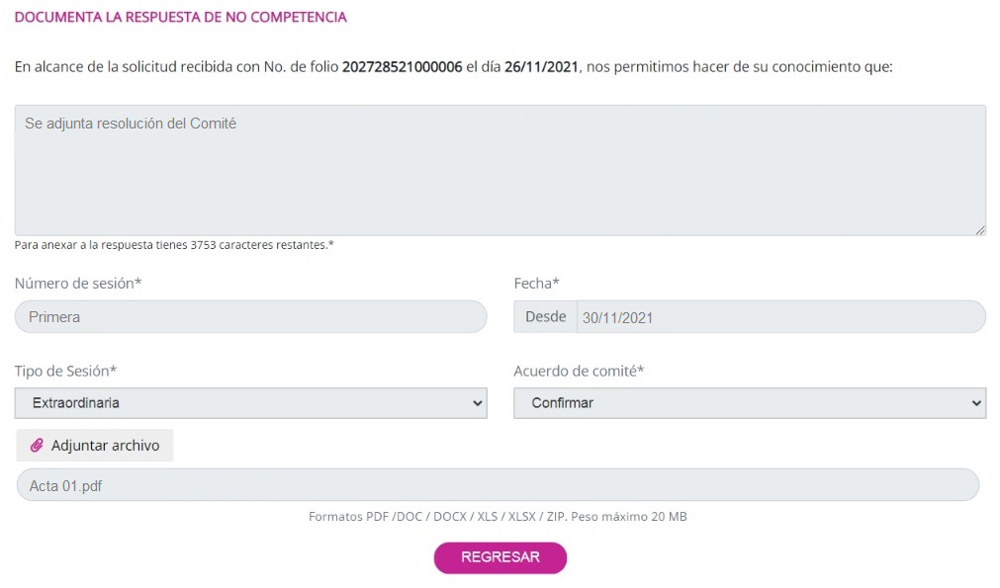 DOCUMENTA LA RESPUESTA DE NO COMPETENCIA
En alcance de la solicitud recibida con No. de folio 202728521000006 el día 26/11/2021, nos permitimos hacer de su conocimiento que:
Se adjunta resolución del Comité
Para anexar a la respuesta tienes 3753 caracteres restantes.*
Número de sesión*
Fecha*
Primera
Desde 30/11/2021
Tipo de Sesión*
Acuerdo de comité*
Extraordinaria
Confirmar
Adjuntar archivo
Acta 01.pdf
Formatos PDF /DOC / DOCX / XLS / XLSX / ZIP. Peso máximo 20 MB
REGRESAR